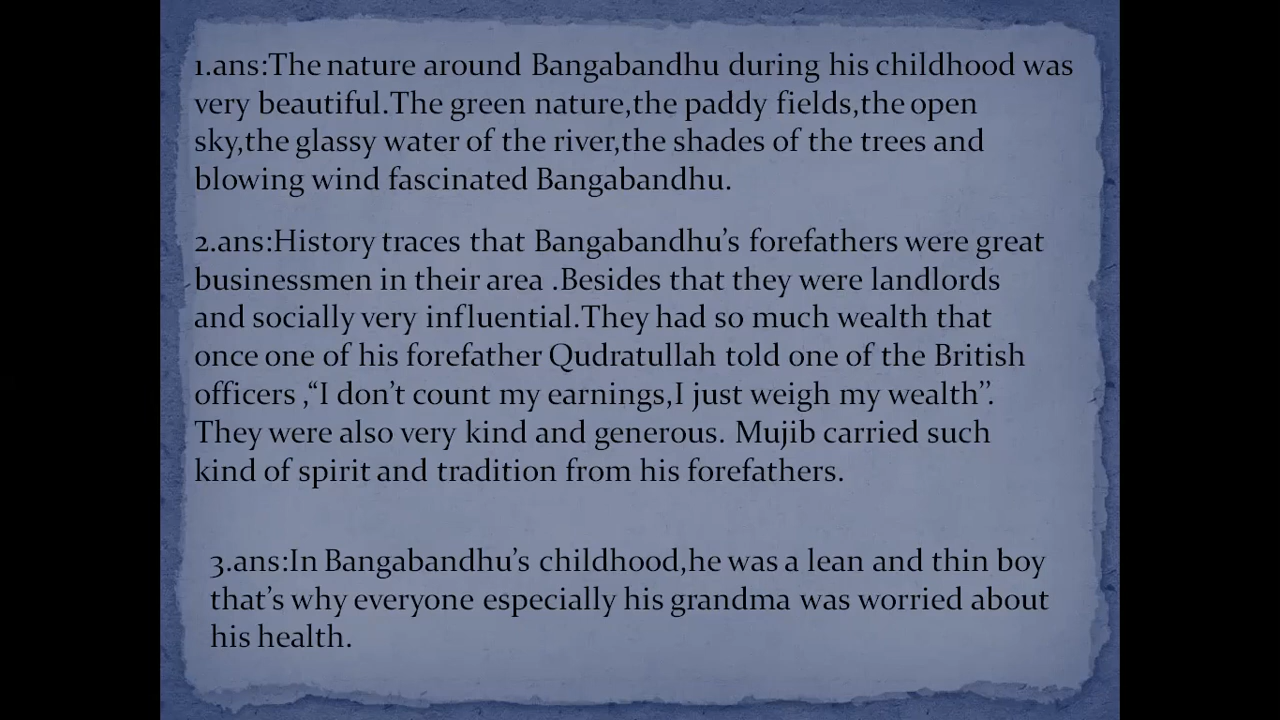 1.ans:The nature around Bangabandhu during his childhood was
very beautiful.The green nature,the paddy fields,the open
sky,the glassy water of the river,the shades of the trees and
blowing wind fascinated Bangabandhu.
2.ans:History traces that Bangabandhu’s forefathers were great
businessmen in their area .Besides that they were landlords
and socially very influential.They had so much wealth that
once one of his forefather Qudratullah told one of the British
officers ,“I don’t count my earnings,I just weigh my wealth’’.
They were also very kind and generous. Mujib carried such
kind of spirit and tradition from his forefathers.
3.ans:In Bangabandhu’s childhood,he was a lean and thin boy
that’s why everyone especially his grandma was worried about
his health.